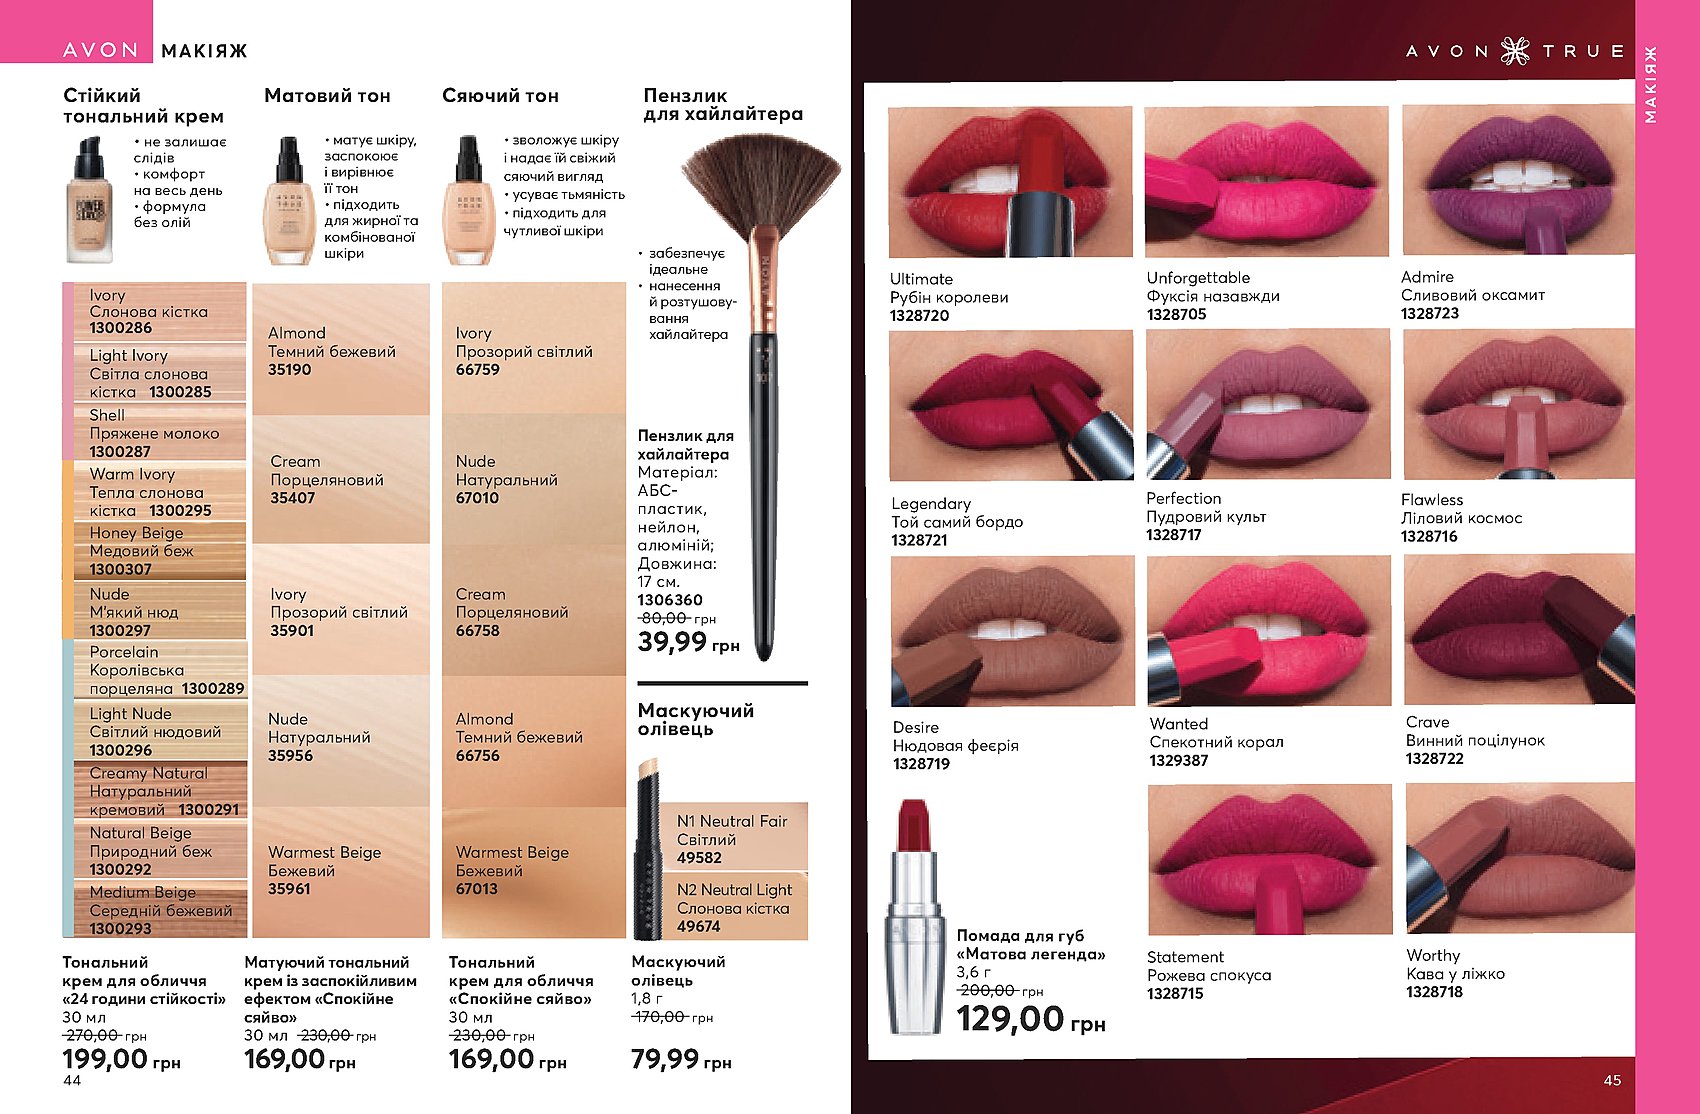 AVON МАКІЯЖ
Стійкий
тональний крем
• не залишає
слідів
• комфорт
на весь день
• формула
без олій
Матовий тон
• матує шкіру,
заспокоює
і вирівнює
її тон
• підходить
для жирної та
комбінованої
шкіри
Сяючий тон
• зволожує шкіру
і надає їй свіжий
сяючий вигляд
• усуває тьмяність
• підходить для
чутливої шкіри
Пензлик
для хайлайтера
• забезпечує
ідеальне
• нанесення
й розтушову-
вання
хайлайтера
Ivory
Слонова кістка
1300286
Light Ivory
Світла слонова
кістка 1300285
Shell
Пряжене молоко
1300287
Warm Ivory
Тепла слонова
кістка 1300295
Honey Beige
Медовий беж
1300307
Nude
М'який нюд
1300297
Porcelain
Королівська
порцеляна 1300289
Light Nude
Світлий нюдовий
1300296
Creamy Natural
Натуральний
кремовий 1300291
Natural Beige
Природний беж
1300292
Medium Beige
Середній бежевий
1300293
Almond
Темний бежевий
35190
Cream
Порцеляновий
35407
Ivory
Прозорий світлий
35901
Nude
Натуральний
35956
Warmest Beige
Бежевий
35961
Ivory
Прозорий світлий
66759
Nude
Натуральний
67010
Cream
Порцеляновий
66758
Almond
Темний бежевий
66756
Warmest Beige
Бежевий
67013
Пензлик для
хайлайтера
Матеріал:
АБС-
пластик,
нейлон,
алюміній;
Довжина:
17 см.
1306360
80,00 грн
39,99 грн
Маскуючий
олівець
N1 Neutral Fair
Світлий
49582
N2 Neutral Light
Слонова кістка
49674
Тональний
крем для обличчя
«24 години стійкості»
30 мл
270,00 грн
199,00 грн
Матуючий тональний
крем із заспокійливим
ефектом «Спокійне
сяйво»
30 мл 230,00 грн
169,00 грн
Тональний
крем для обличчя
«Спокійне сяйво»
30 мл
230,00 грн
169,00 грн
Маскуючий
олівець
1,8 г
170,00 грн
79,99 грн
44
AVON TRUE
МАКІЯЖ
Ultimate
Рубін королеви
1328720
Unforgettable
Фуксія назавжди
1328705
Admire
Сливовий оксамит
1328723
Legendary
Той самий бордо
1328721
Perfection
Пудровий культ
1328717
Flawless
Ліловий космос
1328716
Desire
Нюдовая феєрія
1328719
Wanted
Спекотний корал
1329387
Crave
Винний поцілунок
1328722
Помада для губ
«Матова легенда»
3,6 г
200,00 грн
129,00 грн
Statement
Рожева спокуса
1328715
Worthy
Кава у ліжко
1328718
45